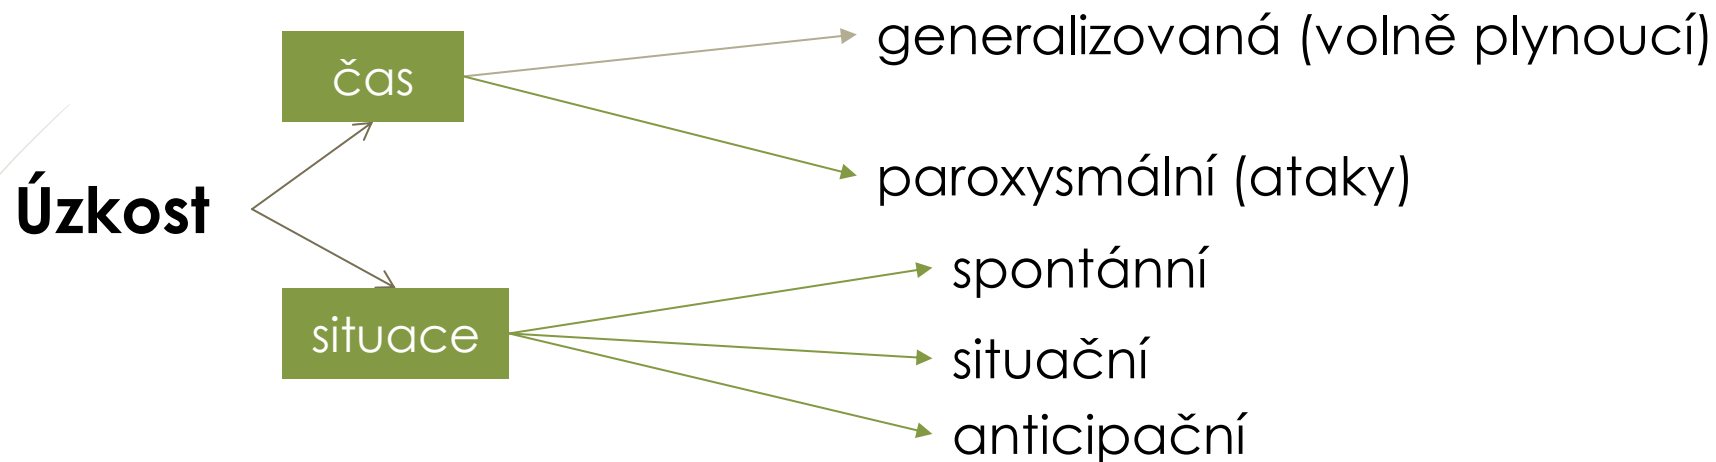 generalizovaná (volně plynoucí)
čas
paroxysmální (ataky)
Úzkost
spontánní
situace
situační
anticipační